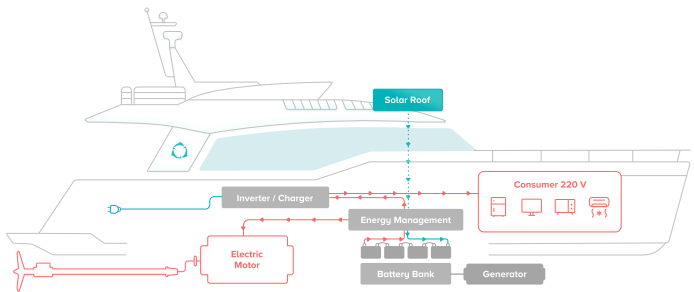 Solar Roof
Consumer 220 V
Inverter / Charger
Energy Management
Electric
Motor
Battery Bank
Generator